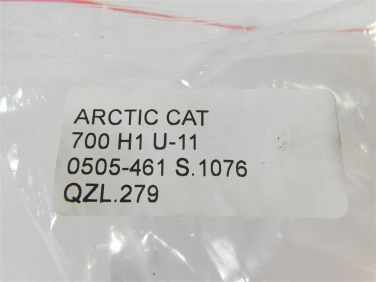 ARCTIC CAT
700 H1 U-11
0505-461 S.1076
QZL.279